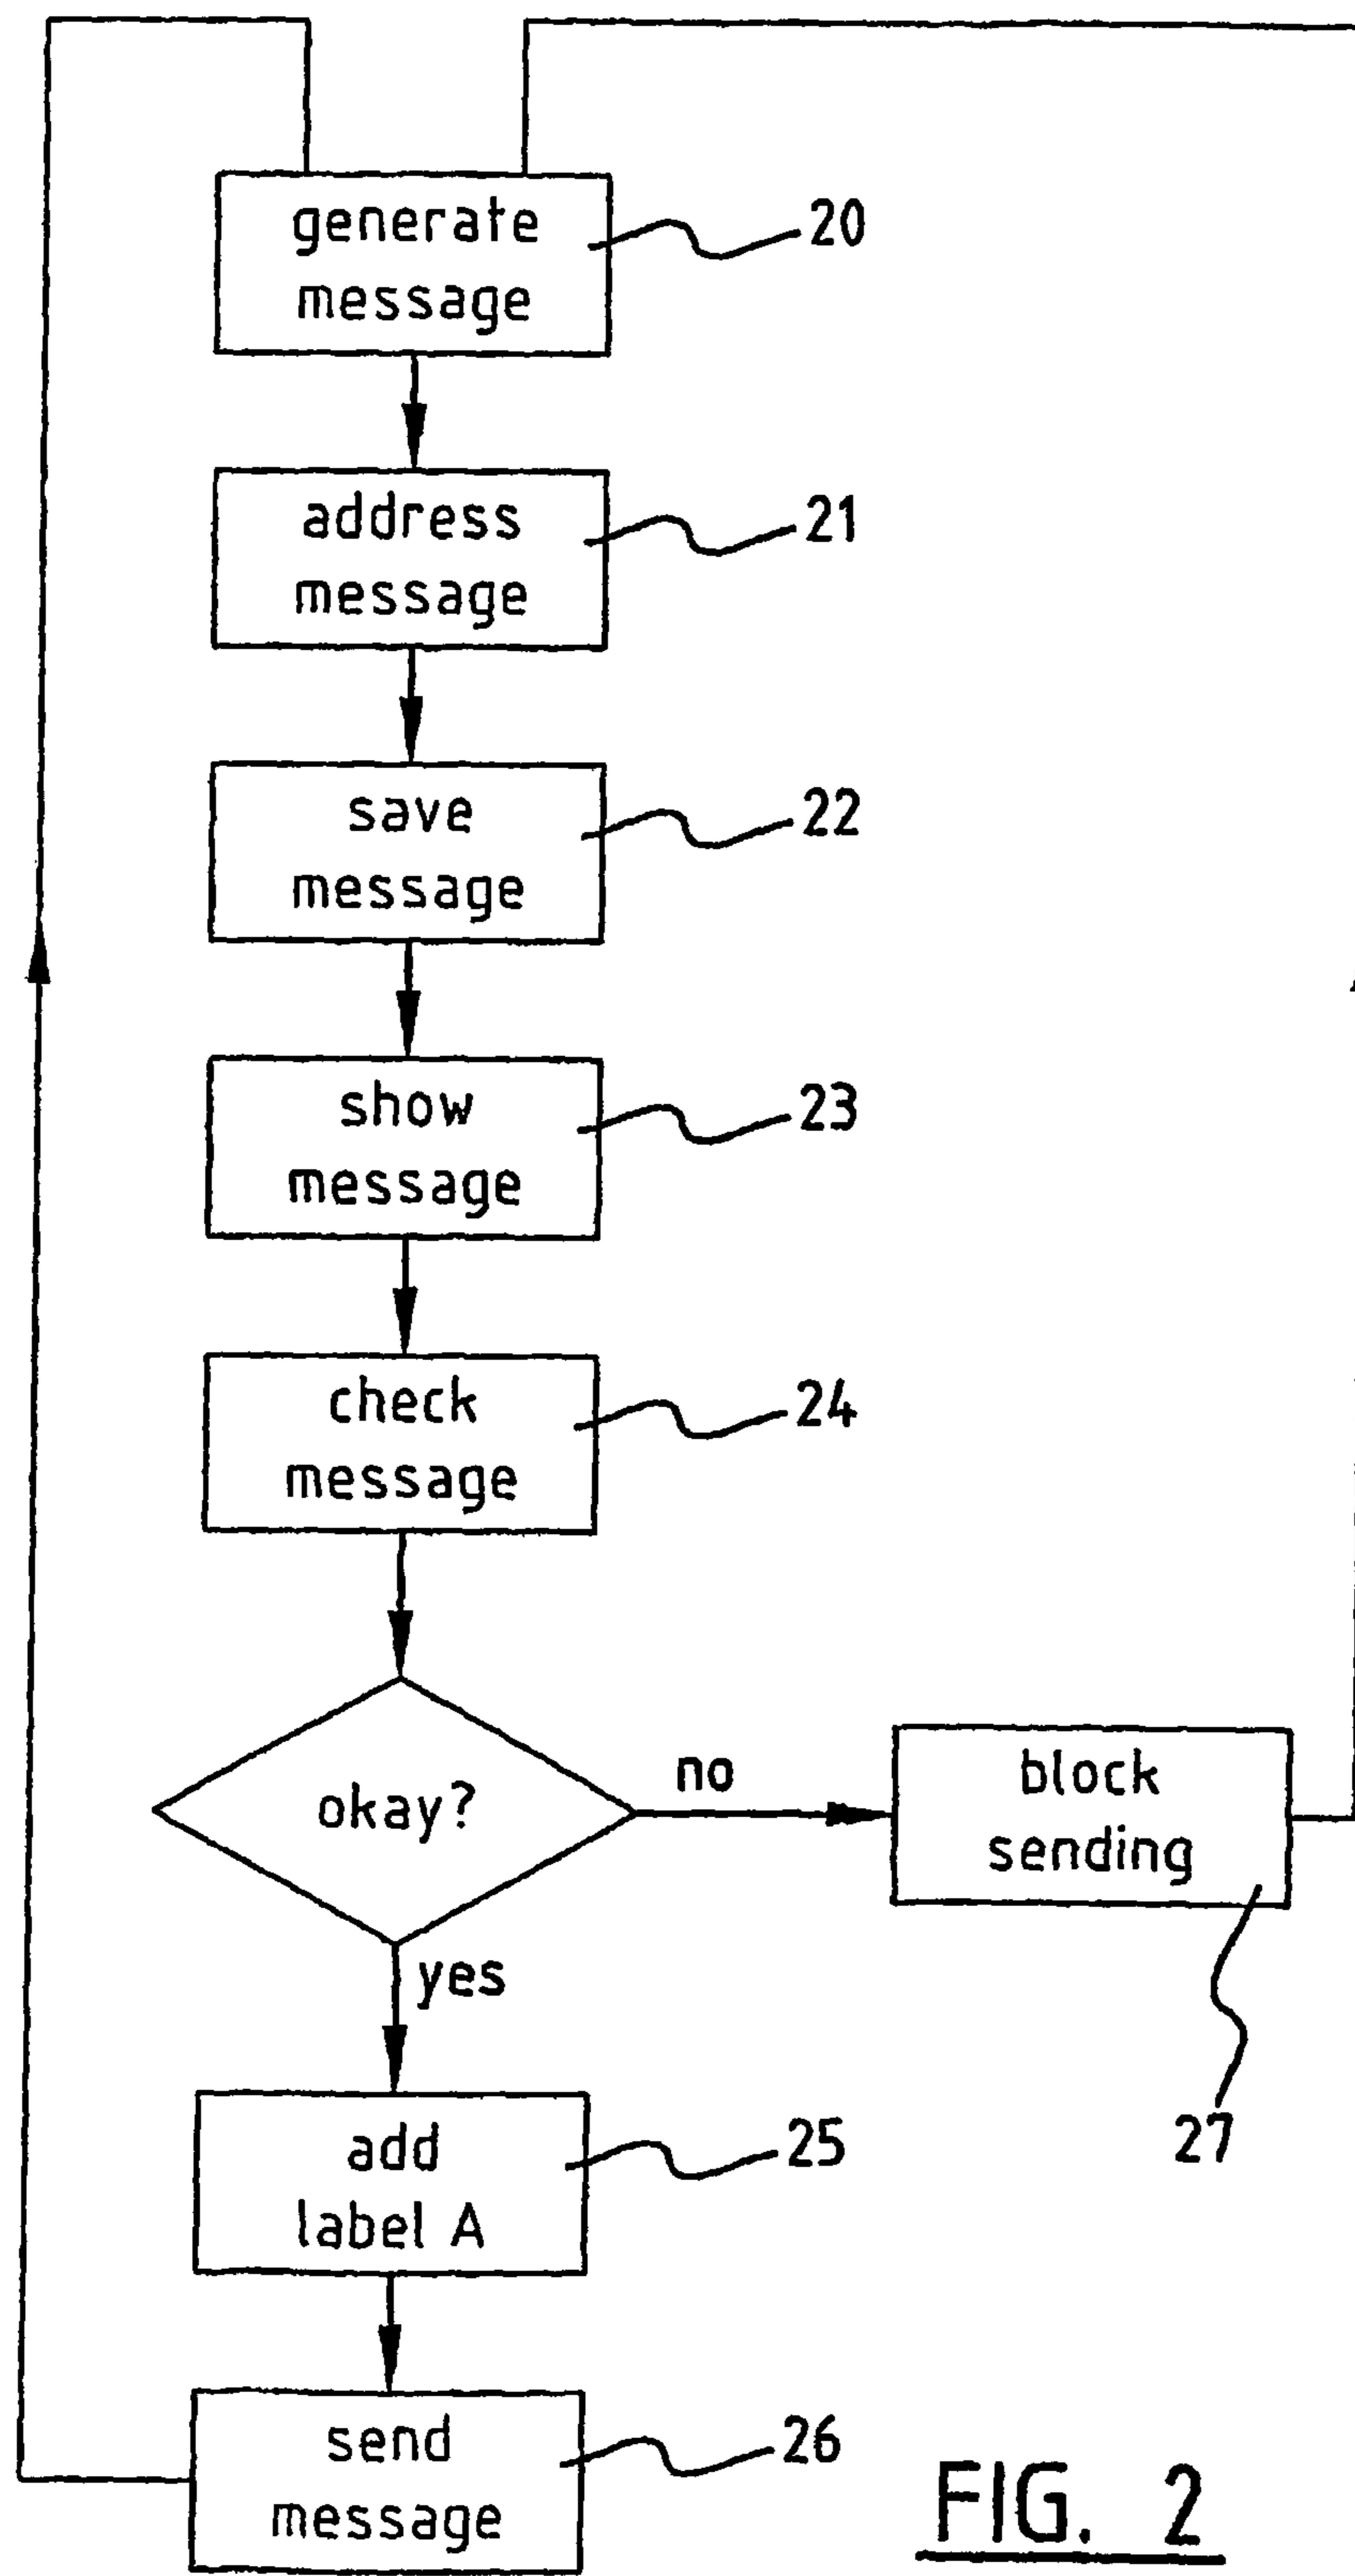 generate
message
20
address
message
21
save
message
22
show
message
23
check
message
24
okay?
no
block
sending
27
yes
add
label A
25
send
message
26
FIG. 2